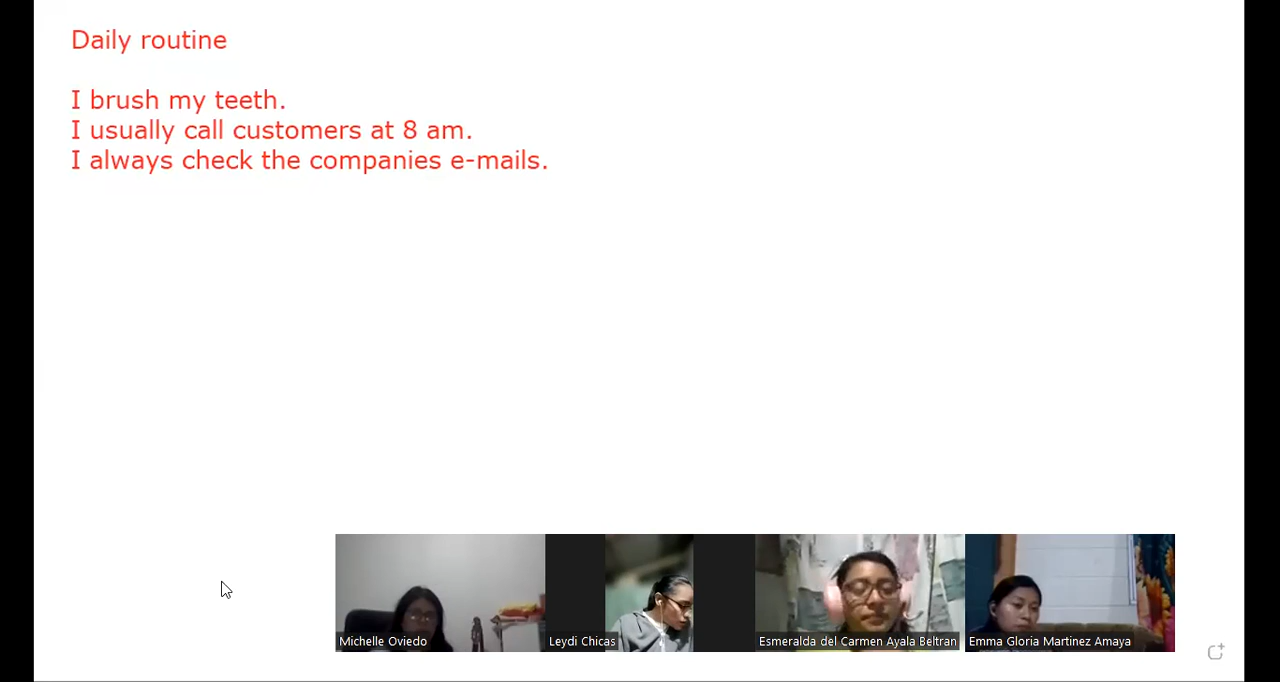 Daily routine
I brush my teeth.
I usually call customers at 8 am.
I always check the companies e-mails.
Michelle Oviedo
Leydi Chicas
Esmeralda del Carmen Ayala Beltran
Emma Gloria Martinez Amaya